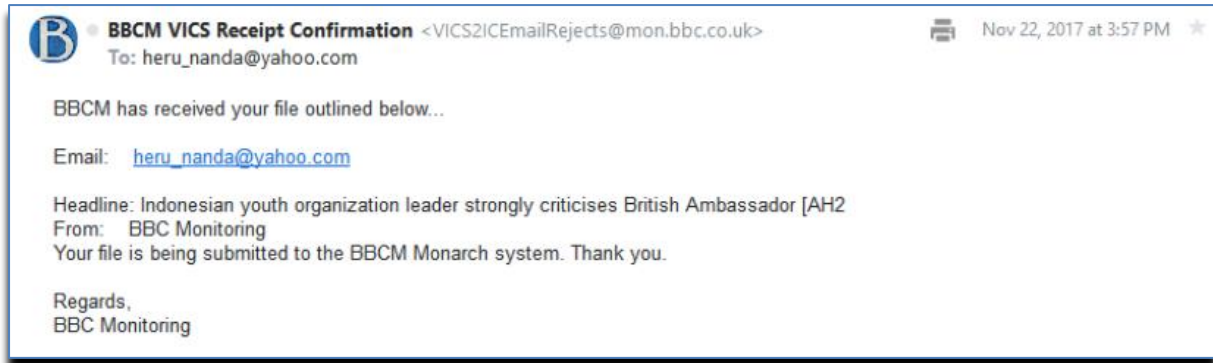 B BBCM VICS Receipt Confirmation <VICS2ICEmailRejects@mon.bbc.co.uk> Nov 22, 2017 at 3:57 PM
To: heru_nanda@yahoo.com
BBCM has received your file outlined below...
Email: heru_nanda@yahoo.com
Headline: Indonesian youth organization leader strongly criticises British Ambassador [AH2
From: BBC Monitoring
Your file is being submitted to the BBCM Monarch system. Thank you.
Regards,
BBC Monitoring